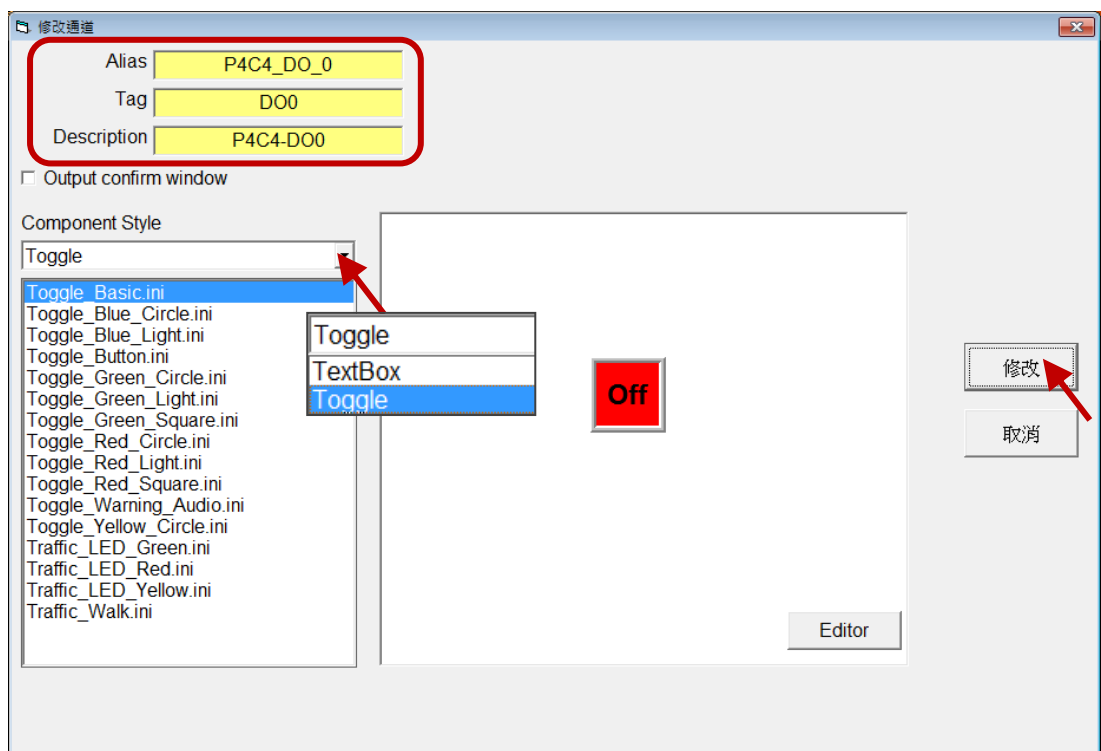 修改通道
Alias P4C4_DO_0
Tag DO0
Description P4C4-DO0
Output confirm window
Component Style
Toggle
Toggle_Basic.ini
Toggle_Blue_Circle.ini
Toggle_Blue_Light.ini
Toggle_Button.ini
Toggle_Green_Circle.ini
Toggle_Green_Light.ini
Toggle_Green_Square.ini
Toggle_Red_Circle.ini
Toggle_Red_Light.ini
Toggle_Red_Square.ini
Toggle_Warning_Audio.ini
Toggle_Yellow_Circle.ini
Traffic_LED_Green.ini
Traffic_LED_Red.ini
Traffic_LED_Yellow.ini
Traffic_Walk.ini
Toggle
TextBox
Toggle
Off
Editor
修改
取消